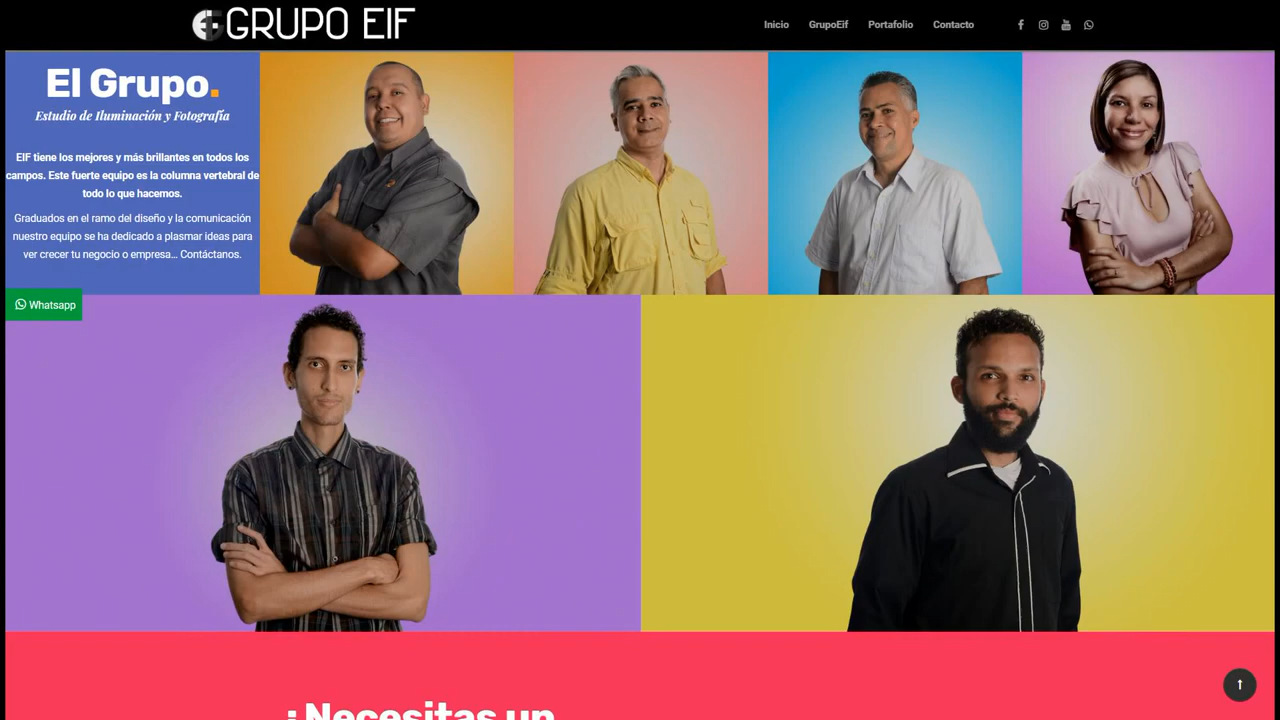 GRUPO EIF
Inicio GrupoEif Portafolio Contacto
El Grupo.
Estudio de Iluminación y Fotografía
EIF tiene los mejores y más brillantes en todos los
campos. Este fuerte equipo es la columna vertebral de
todo lo que hacemos.
Graduados en el ramo del diseño y la comunicación
nuestro equipo se ha dedicado a plasmar ideas para
ver crecer tu negocio o empresa... Contáctanos.
Whatsapp
¿Necesitas un